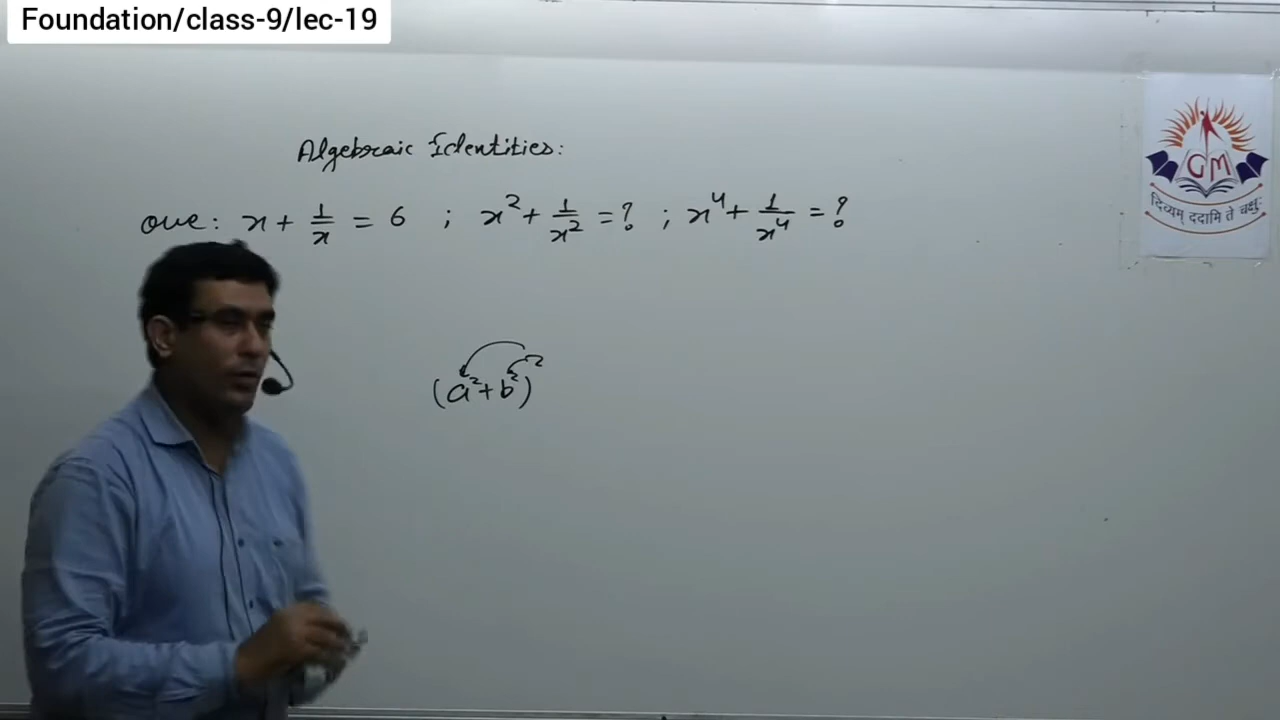 Foundation/class-9/lec-19
Algebraic Identities:
Que: x + 1/x = 6 ; x² + 1/x² = ? ; x⁴ + 1/x⁴ = ?
GM
दिव्यम् ददामि ते चक्षुः
(a² + b²)²